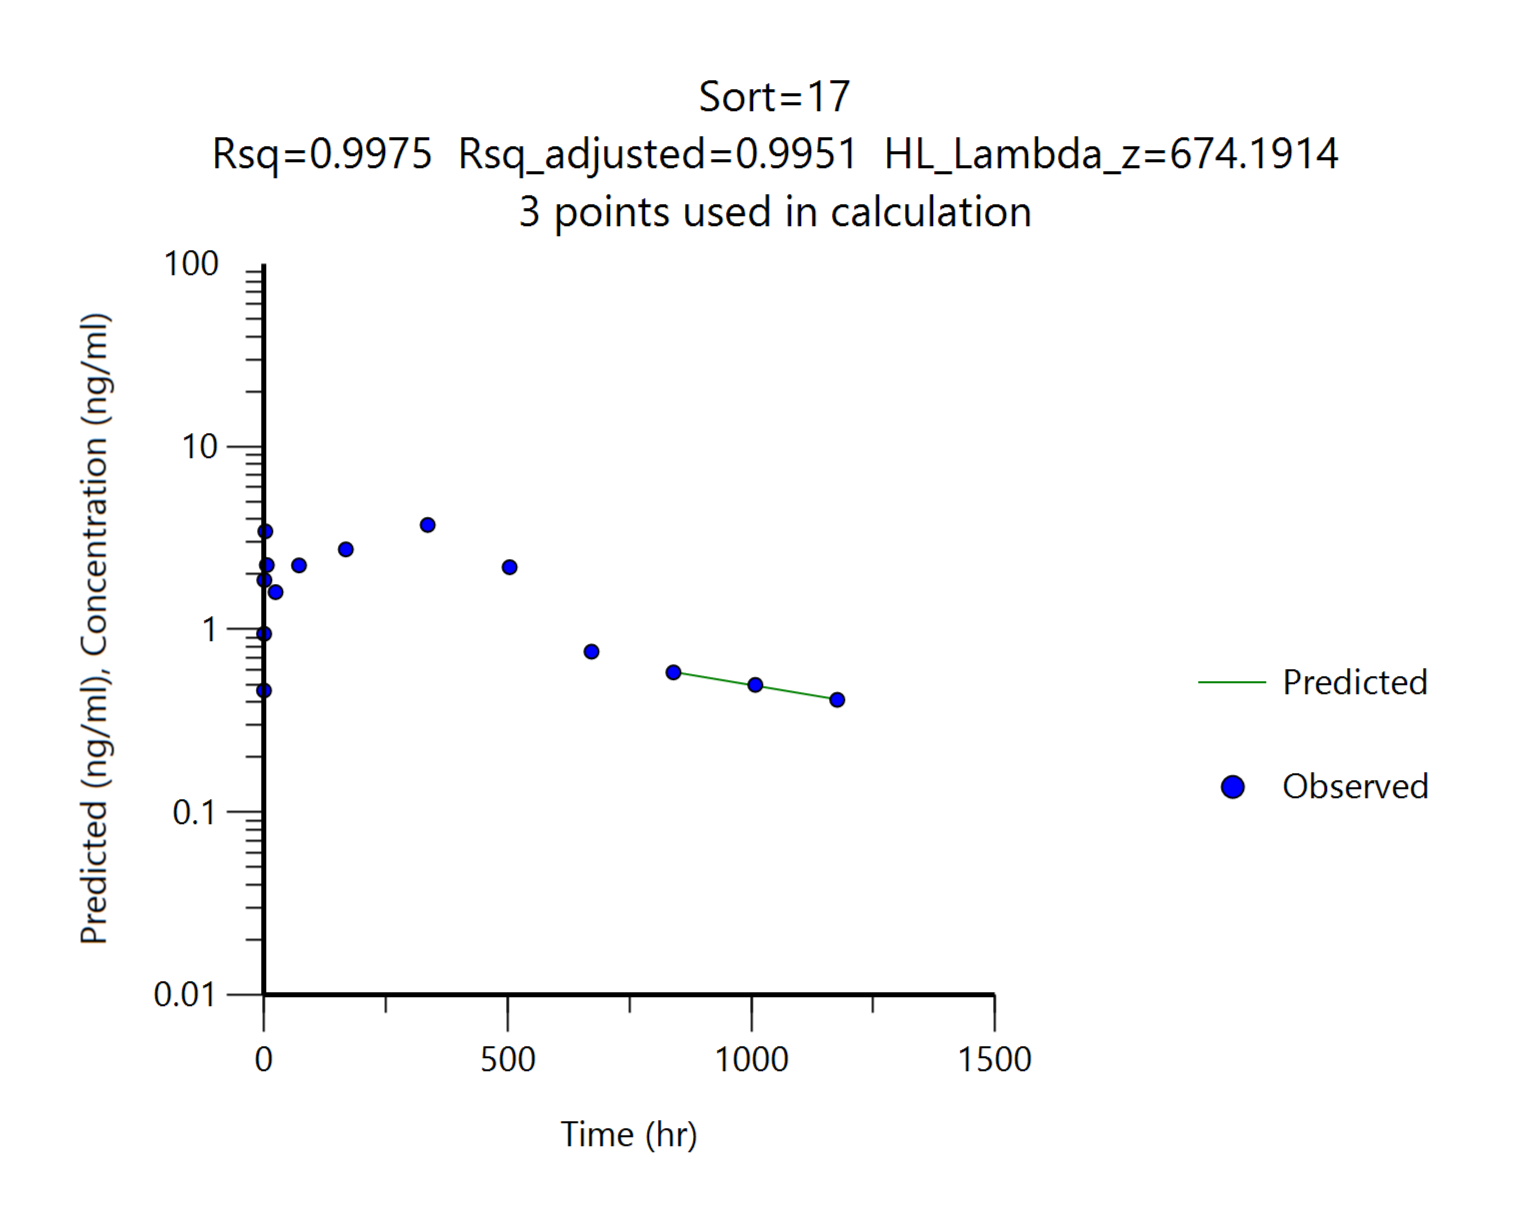 Sort=17
Rsq=0.9975 Rsq_adjusted=0.9951 HL_Lambda_z=674.1914
3 points used in calculation
100
10
1
0.1
0.01
Predicted (ng/ml), Concentration (ng/ml)
0 500 1000 1500
Time (hr)
Predicted
Observed